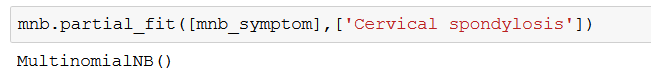 mnb.partial_fit([mnb_symptom],['Cervical spondylosis'])
MultinomialNB()